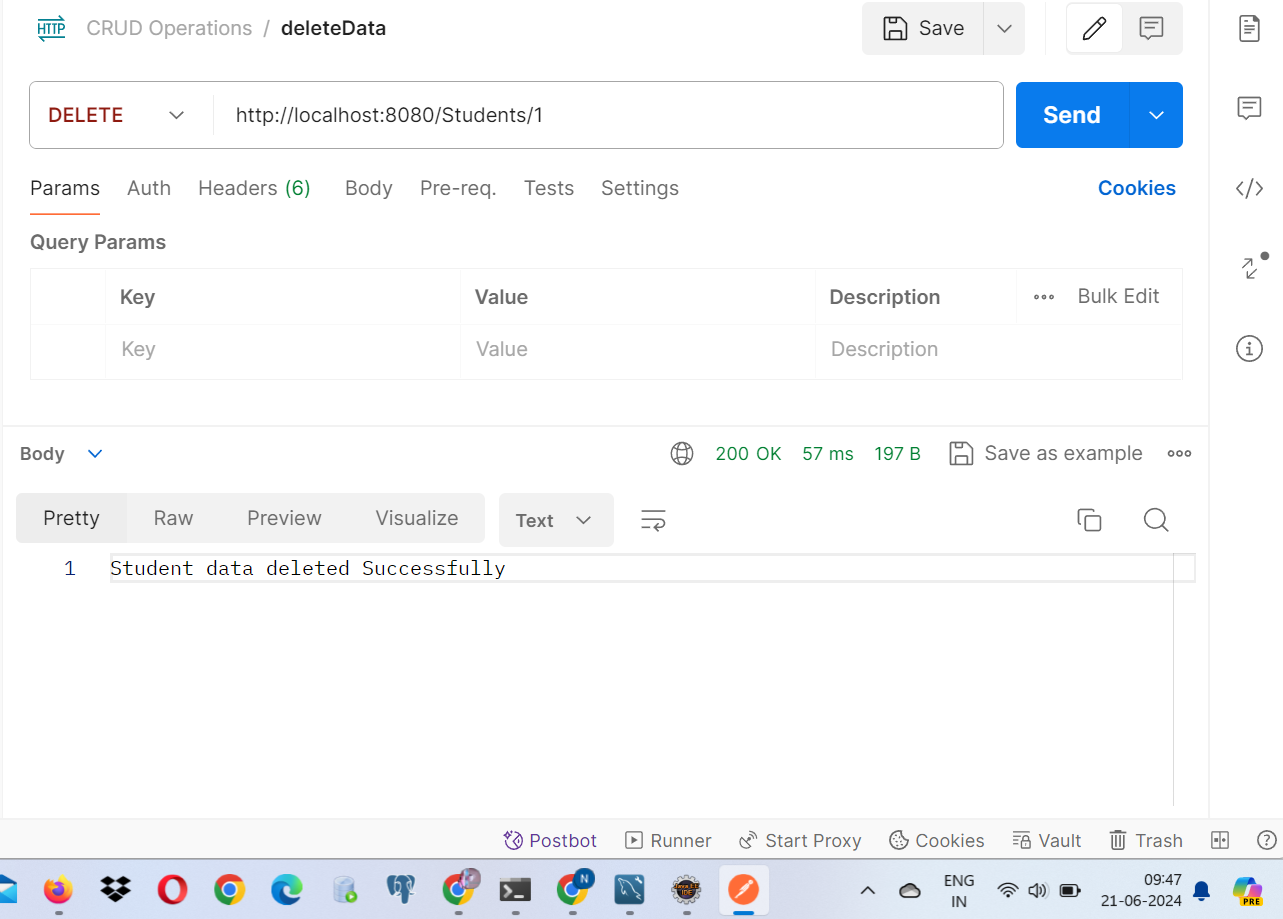 HTTP CRUD Operations / deleteData Save
DELETE http://localhost:8080/Students/1 Send
Params Auth Headers (6) Body Pre-req. Tests Settings Cookies
Query Params
Key Value Description Bulk Edit
Key Value Description
Body 200 OK 57 ms 197 B Save as example
Pretty Raw Preview Visualize Text
1 Student data deleted Successfully
Postbot Runner Start Proxy Cookies Vault Trash
ENG 09:47
IN 21-06-2024
N
PRE